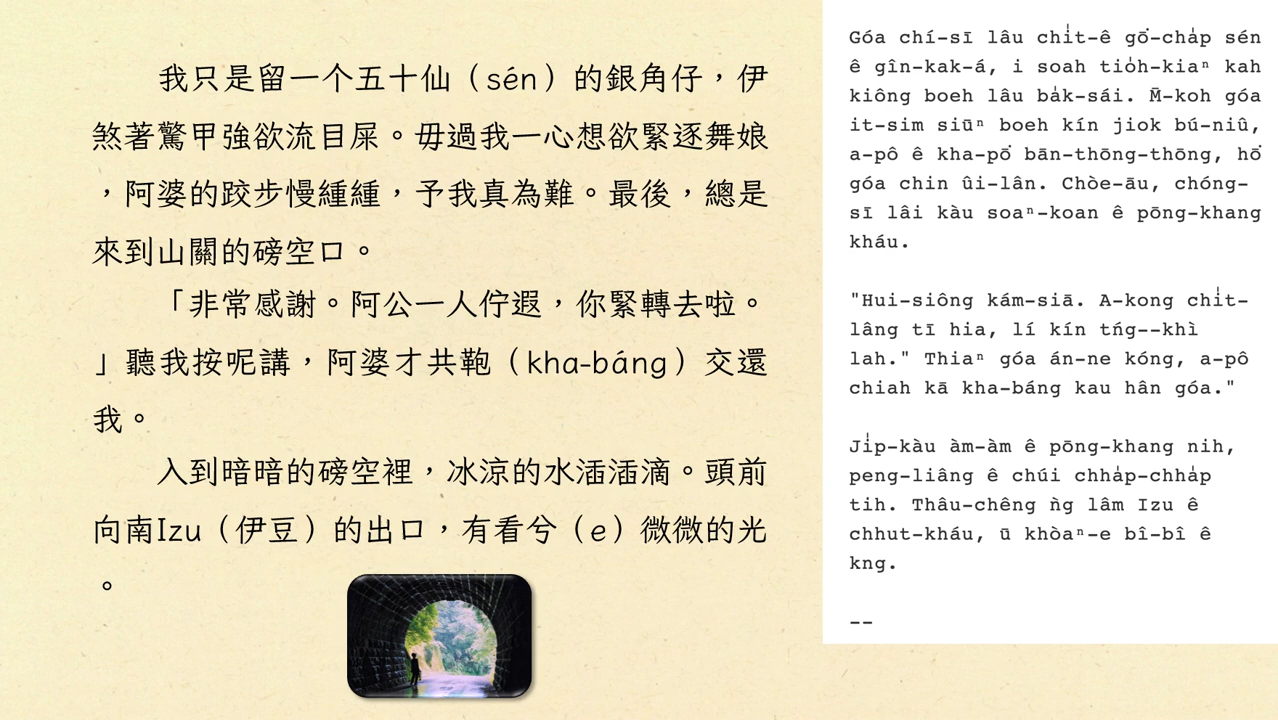 我只是留一个五十仙（sén）的銀角仔，伊
煞著驚甲強欲流目屎。毋過我一心想欲緊逐舞娘
，阿婆的跤步慢緟緟，予我真為難。最後，總是
來到山關的磅空口。
「非常感謝。阿公一人佇遐，你緊轉去啦。
」聽我按呢講，阿婆才共鞄（kha-báng）交還
我。
入到暗暗的磅空裡，冰涼的水湁湁滴。頭前
向南Izu（伊豆）的出口，有看兮（e）微微的光
。
Góa chí-sī lâu chi̍t-ê gō͘-cha̍p sén
ê gîn-kak-á, i soah tio̍h-kiaⁿ kah
kiông boeh lâu ba̍k-sái. M̄-koh góa
it-sim siūⁿ boeh kín jiok bú-niû,
a-pô ê kha-pō͘ bān-thōng-thōng, hō͘
góa chin ûi-lân. Chòe-āu, chóng-
sī lâi kàu soaⁿ-koan ê pōng-khang
kháu.
"Hui-siông kám-siā. A-kong chi̍t-
lâng tī hia, lí kín tńg--khì
lah." Thiaⁿ góa án-ne kóng, a-pô
chiah kā kha-báng kau hân góa."
Ji̍p-kàu àm-àm ê pōng-khang nih,
peng-liâng ê chúi chha̍p-chha̍p
tih. Thâu-chêng ǹg lâm Izu ê
chhut-kháu, ū khòaⁿ-e bî-bî ê
kng.
--